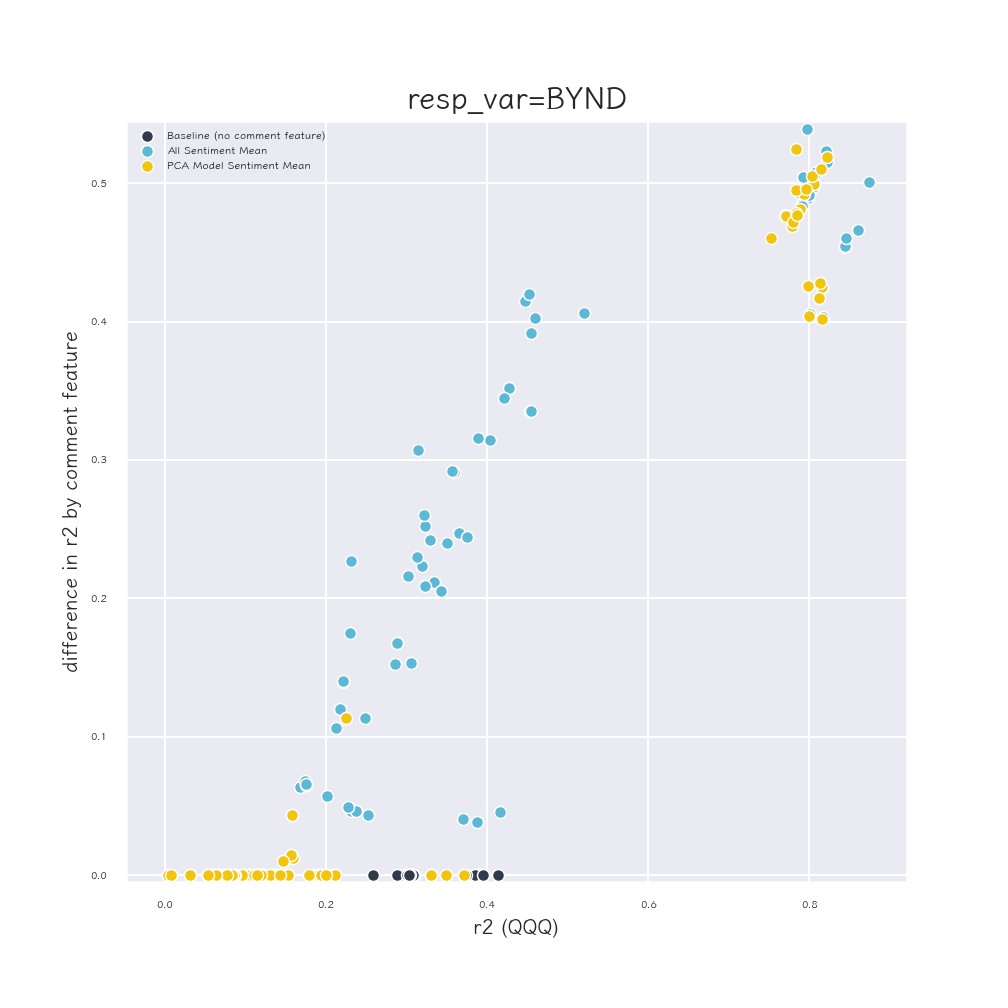 resp_var=BYND
Baseline (no comment feature)
All Sentiment Mean
PCA Model Sentiment Mean
difference in r2 by comment feature
0.5
0.4
0.3
0.2
0.1
0.0
0.0 0.2 0.4 0.6 0.8
r2 (QQQ)